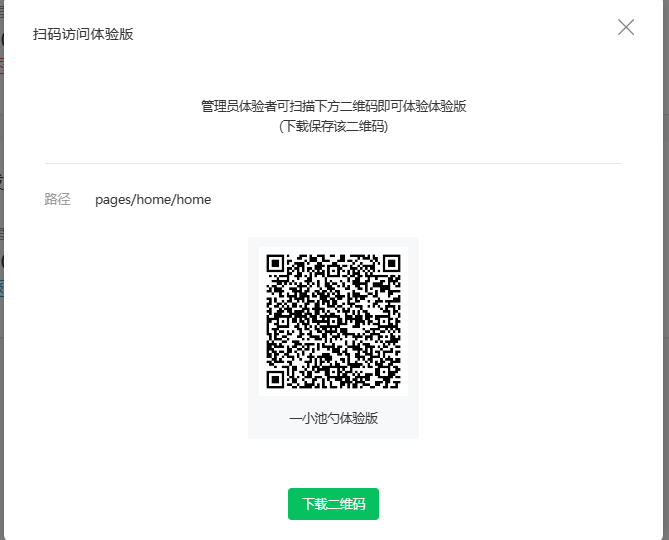 扫码访问体验版
管理员体验者可扫描下方二维码即可体验体验版
(下载保存该二维码)
路径 pages/home/home
一小池勺体验版
下载二维码